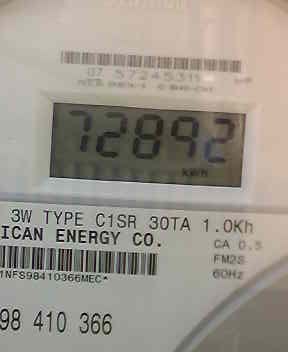 07 57245311
72892
kwh
3W TYPE C1SR 30TA 1.0Kh
ICAN ENERGY CO.
CA 0.5
FM2S
60Hz
1NFS98410366MEC*
98 410 366